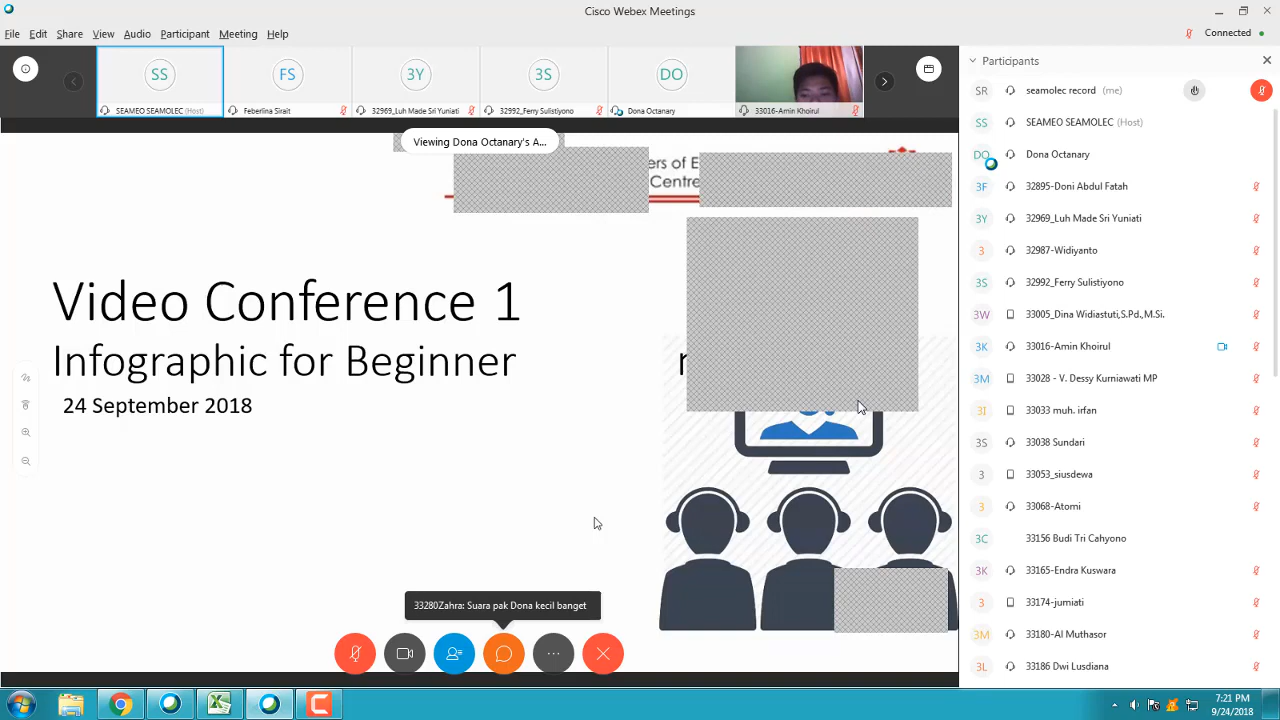 Cisco Webex Meetings
File Edit Share View Audio Participant Meeting Help
Connected
SS
FS
3Y
3S
DO
SEAMEO SEAMOLEC (Host)
Feberlina Sirait
32969_Luh Made Sri Yuniati
32992_Ferry Sulistiyono
Dona Octanary
33016-Amin Khoirul
Viewing Dona Octanary's A...
ers of E
Centre
Video Conference 1
Infographic for Beginner
24 September 2018
33280Zahra: Suara pak Dona kecil banget
Participants
SR seamolec record (me)
SS SEAMEO SEAMOLEC (Host)
DO Dona Octanary
3F 32895-Doni Abdul Fatah
3Y 32969_Luh Made Sri Yuniati
3 32987-Widiyanto
3S 32992_Ferry Sulistiyono
3W 33005_Dina Widiastuti,S.Pd.,M.Si.
3K 33016-Amin Khoirul
3M 33028 - V. Dessy Kurniawati MP
3I 33033 muh. irfan
3S 33038 Sundari
3 33053_siusdewa
3 33068-Atomi
3C 33156 Budi Tri Cahyono
3K 33165-Endra Kuswara
3 33174-jumiati
3M 33180-Al Muthasor
3L 33186 Dwi Lusdiana
7:21 PM
9/24/2018